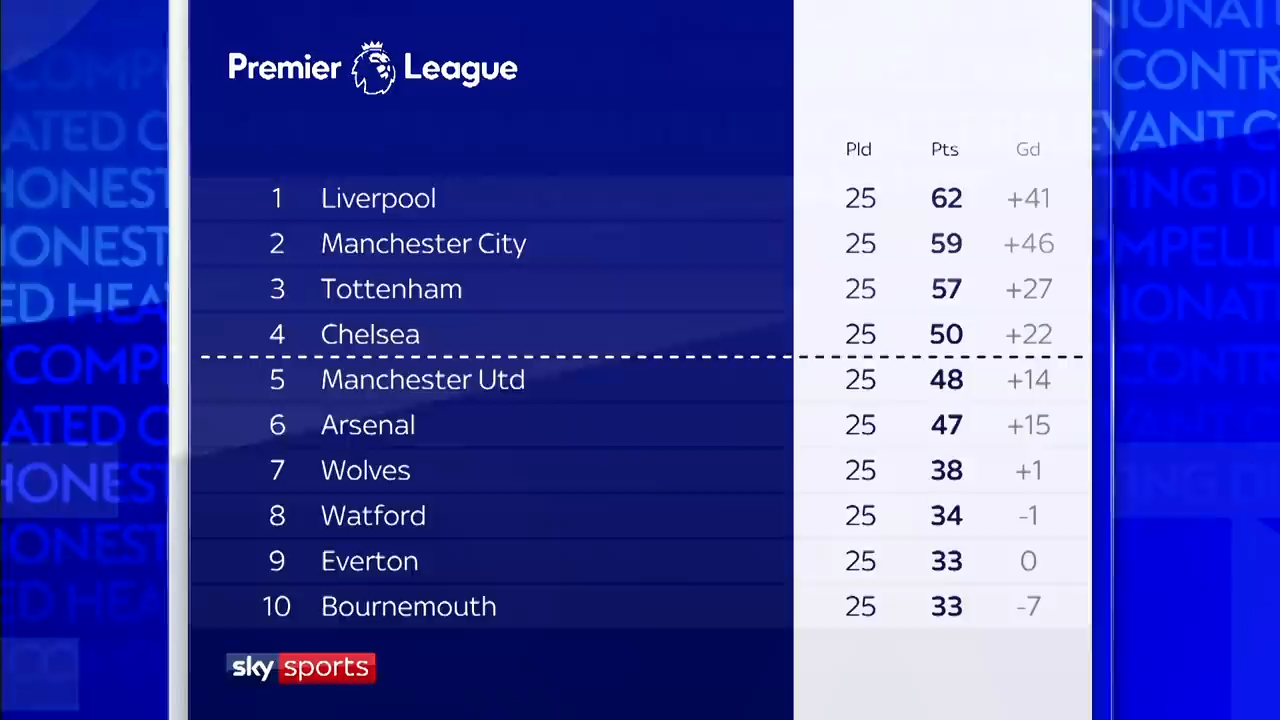 Premier League
Pld Pts Gd
1 Liverpool 25 62 +41
2 Manchester City 25 59 +46
3 Tottenham 25 57 +27
4 Chelsea 25 50 +22
5 Manchester Utd 25 48 +14
6 Arsenal 25 47 +15
7 Wolves 25 38 +1
8 Watford 25 34 -1
9 Everton 25 33 0
10 Bournemouth 25 33 -7
sky sports